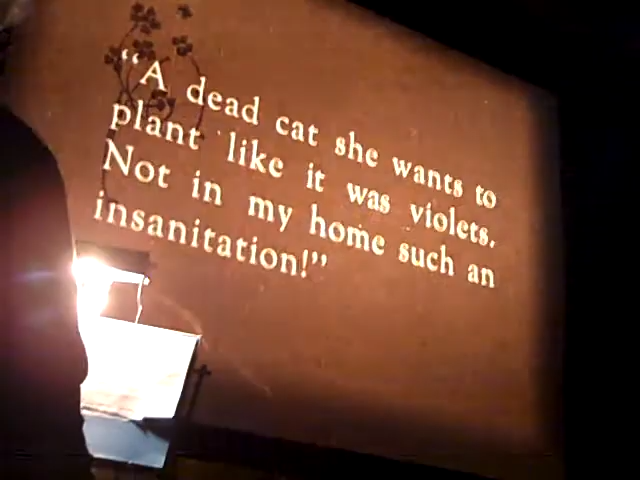 "A dead cat she wants to
plant like it was violets.
Not in my home such an
insanitation!"